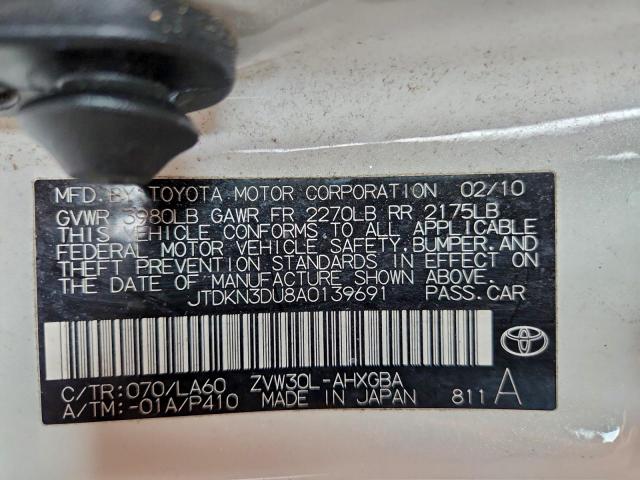 MFD. BY: TOYOTA MOTOR CORPORATION 02/10
GVWR 3980LB GAWR FR 2270LB RR 2175LB
THIS VEHICLE CONFORMS TO ALL APPLICABLE
FEDERAL MOTOR VEHICLE SAFETY, BUMPER, AND
THEFT PREVENTION STANDARDS IN EFFECT ON
THE DATE OF MANUFACTURE SHOWN ABOVE.
JTDKN3DU8A0139691 PASS. CAR
C/TR: 070/LA60 ZVW30L-AHXGBA
A/TM: -01A/P410 MADE IN JAPAN 811 A